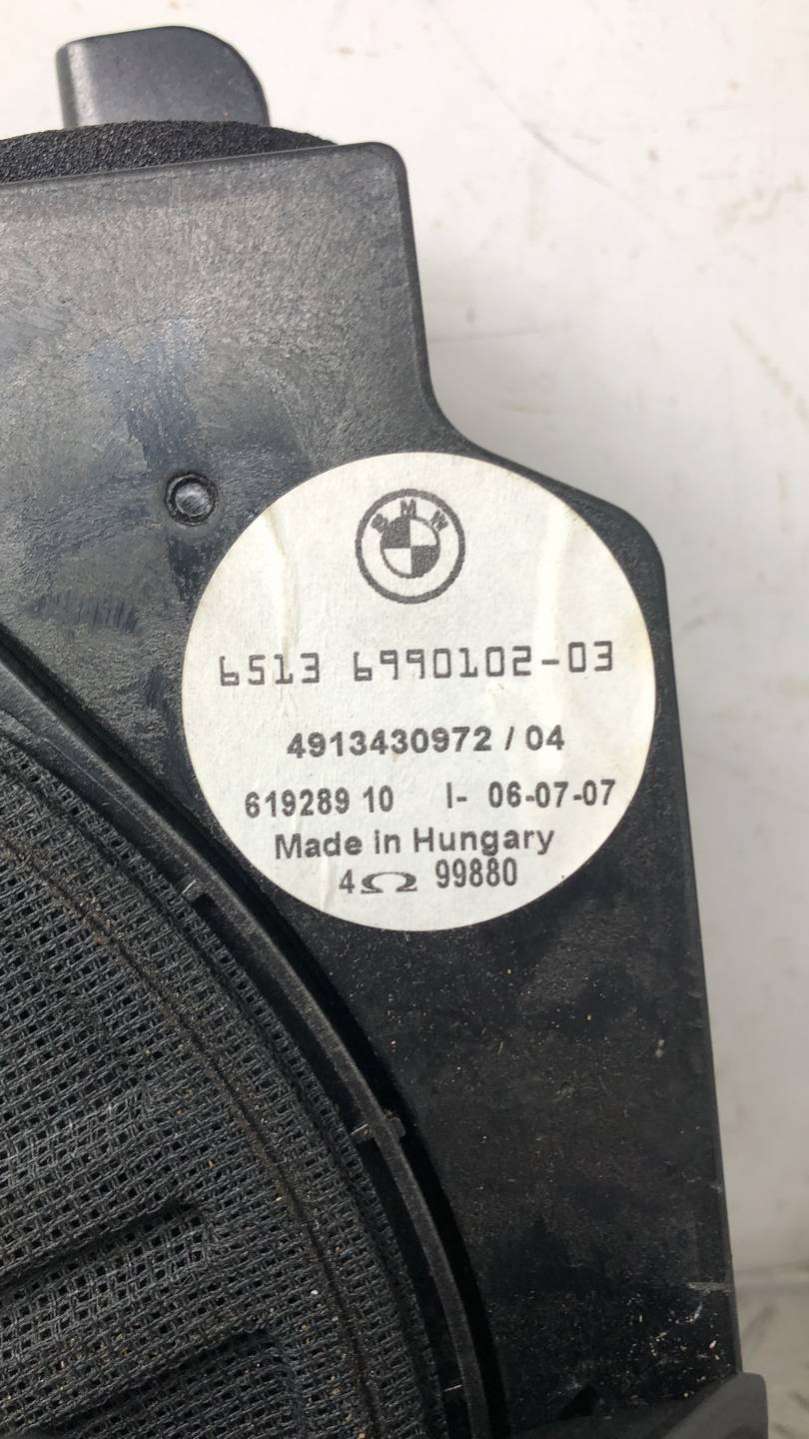 BMW
6513 6990102-03
4913430972 / 04
619289 10 I- 06-07-07
Made in Hungary
4Ω 99880